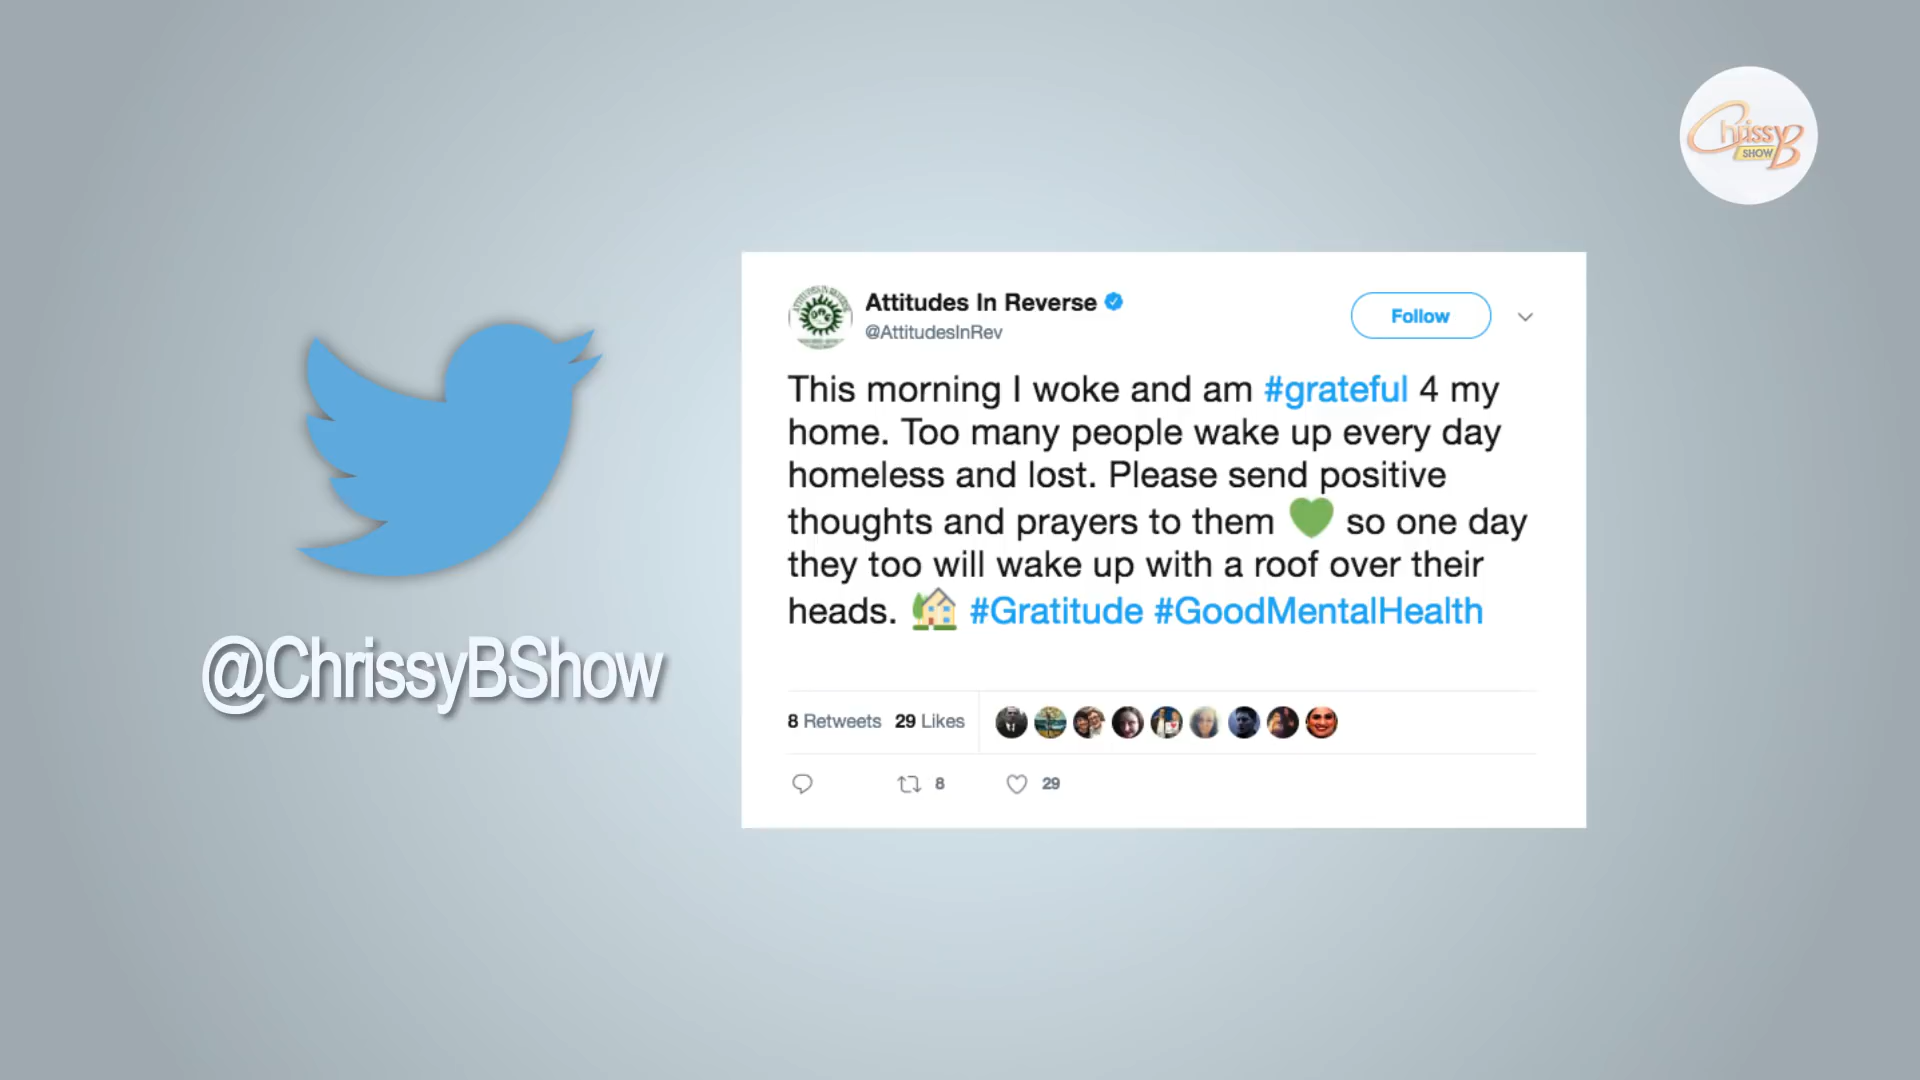 Chrissy B
SHOW
Attitudes In Reverse
@AttitudesInRev
Follow
This morning I woke and am #grateful 4 my
home. Too many people wake up every day
homeless and lost. Please send positive
thoughts and prayers to them 💚 so one day
they too will wake up with a roof over their
heads. 🏡 #Gratitude #GoodMentalHealth
8 Retweets 29 Likes
8 29
@ChrissyBShow